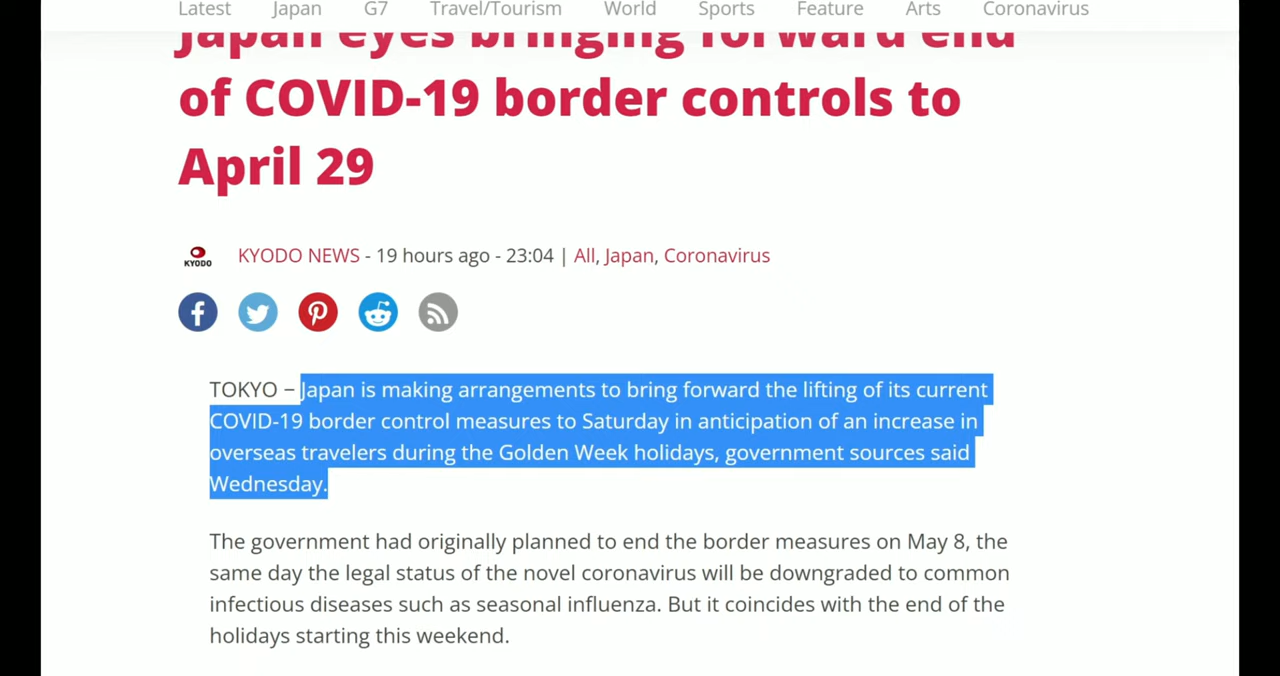 Latest Japan G7 Travel/Tourism World Sports Feature Arts Coronavirus
Japan eyes bringing forward end
of COVID-19 border controls to
April 29
KYODO
KYODO NEWS - 19 hours ago - 23:04 | All, Japan, Coronavirus
TOKYO – Japan is making arrangements to bring forward the lifting of its current
COVID-19 border control measures to Saturday in anticipation of an increase in
overseas travelers during the Golden Week holidays, government sources said
Wednesday.
The government had originally planned to end the border measures on May 8, the
same day the legal status of the novel coronavirus will be downgraded to common
infectious diseases such as seasonal influenza. But it coincides with the end of the
holidays starting this weekend.